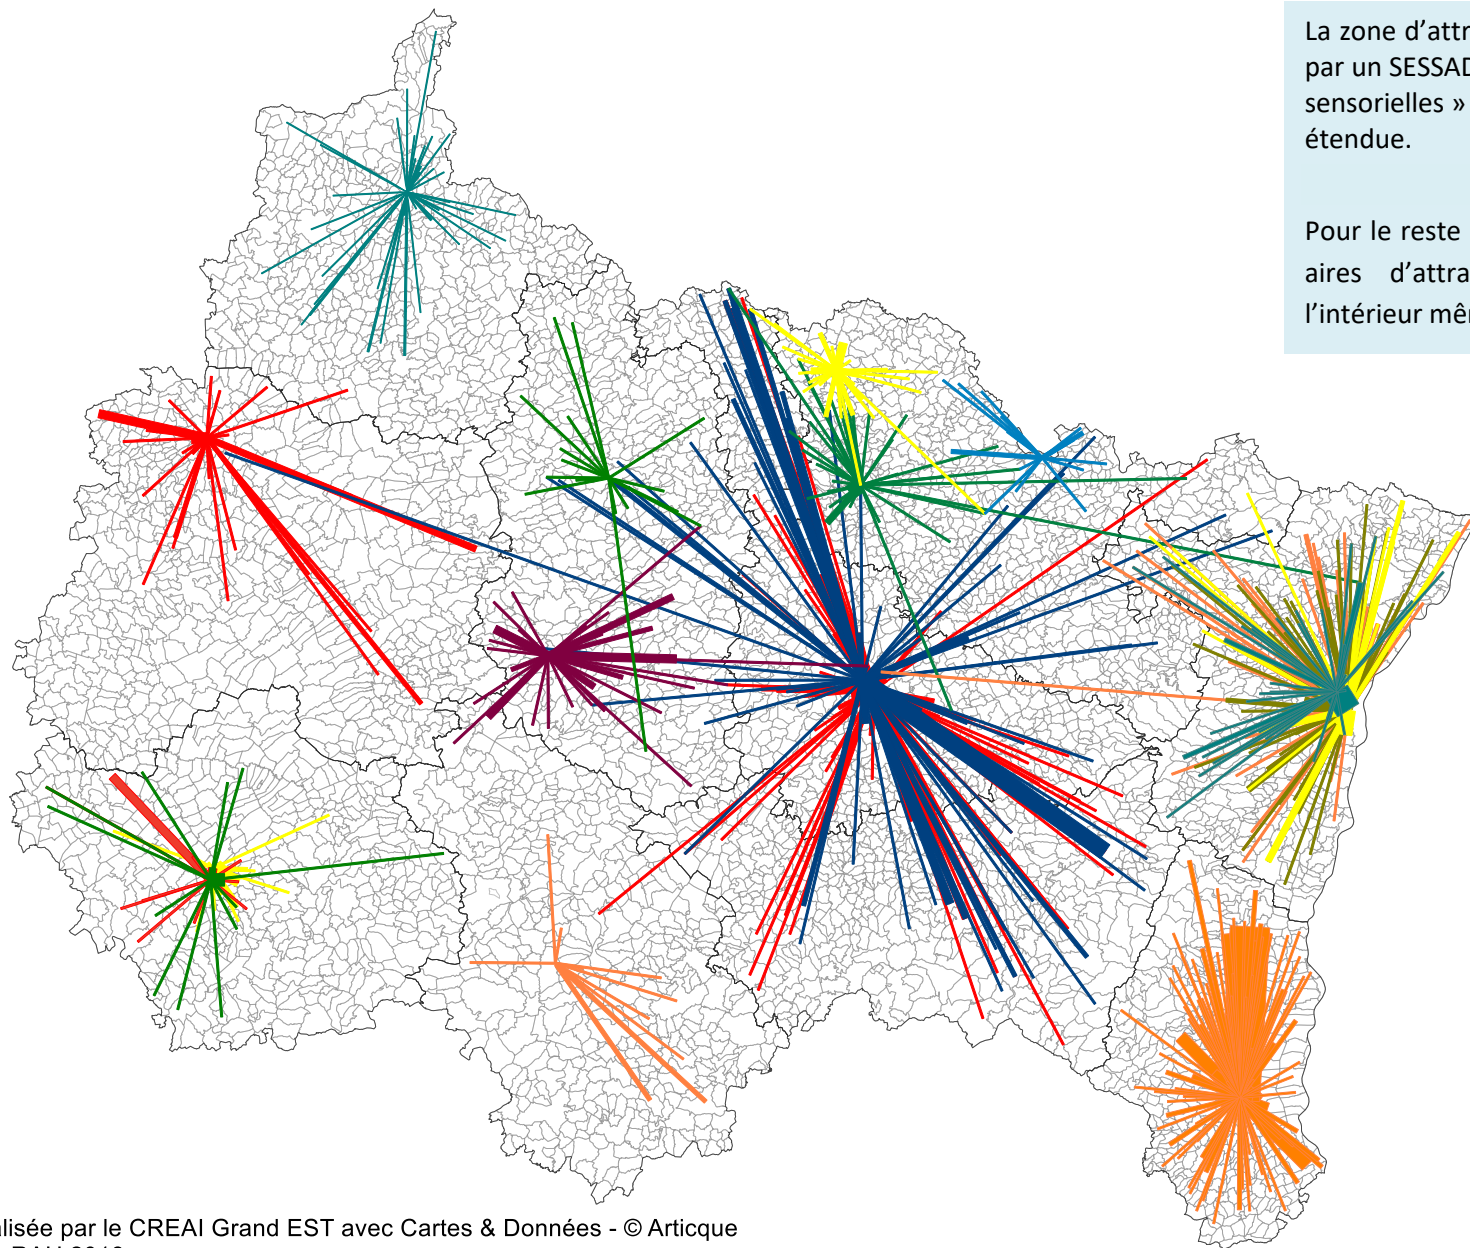 La zone d’attr
par un SESSAD
sensorielles »
étendue.
Pour le reste
aires d’attra
l’intérieur mê
alisée par le CREAI Grand EST avec Cartes & Données - © Articque